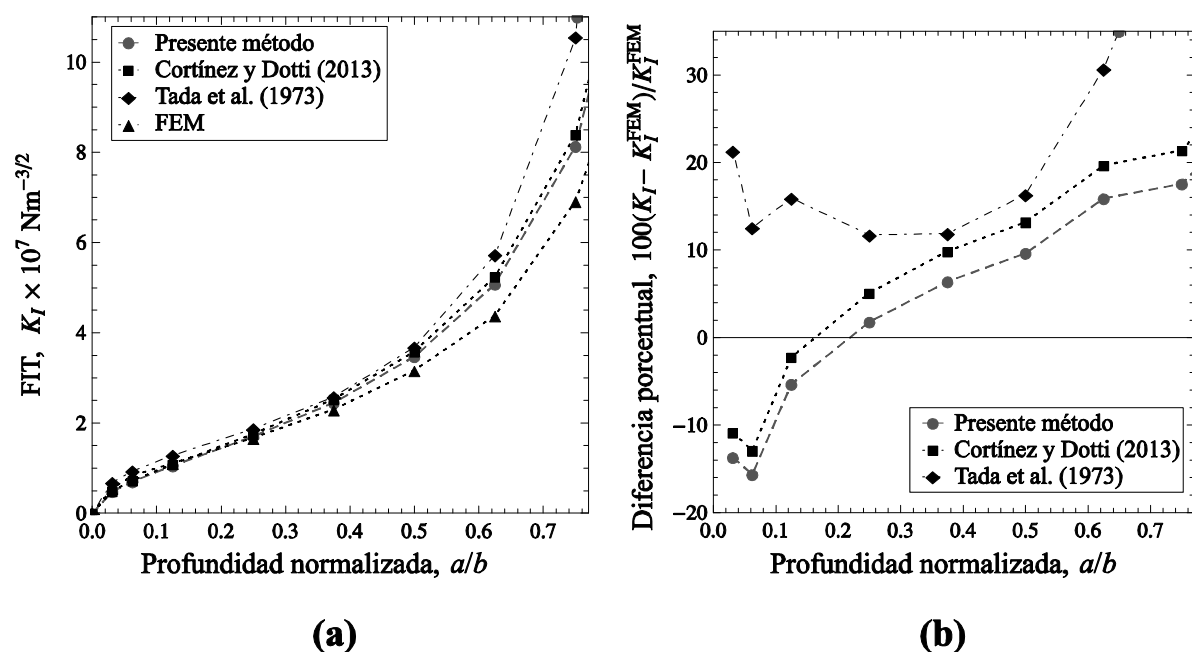 Presente método
Cortínez y Dotti (2013)
Tada et al. (1973)
FEM
10
8
6
4
2
0
0.0 0.1 0.2 0.3 0.4 0.5 0.6 0.7
FIT, K_I × 10⁷ Nm⁻³/²
Profundidad normalizada, a/b
(a)
30
20
10
0
−10
−20
0.0 0.1 0.2 0.3 0.4 0.5 0.6 0.7
Diferencia porcentual, 100(K_I − K_I^FEM)/K_I^FEM
Presente método
Cortínez y Dotti (2013)
Tada et al. (1973)
Profundidad normalizada, a/b
(b)